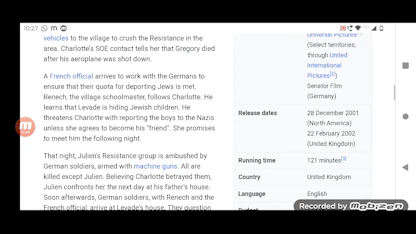 10:27
vehicles to the village to crush the Resistance in the
area. Charlotte's SOE contact tells her that Gregory died
after his aeroplane was shot down.
A French official arrives to work with the Germans to
ensure that their quota for deporting Jews is met.
Renech, the village schoolmaster, follows Charlotte. He
learns that Levade is hiding Jewish children. He
threatens Charlotte with reporting the boys to the Nazis
unless she agrees to become his "friend". She promises
to meet him the following night.
That night, Julien's Resistance group is ambushed by
German soldiers, armed with machine guns. All are
killed except Julien. Believing Charlotte betrayed them,
Julien confronts her the next day at his father's house.
Soon afterwards, German soldiers, with Renech and the
French official, arrive at Levade's house. They question
Universal Pictures
(Select territories;
through United
International
Pictures[2])
Senator Film
(Germany)
Release dates 28 December 2001
(North America)
22 February 2002
(United Kingdom)
Running time 121 minutes[3]
Country United Kingdom
Language English
Budget
Recorded by mobizen